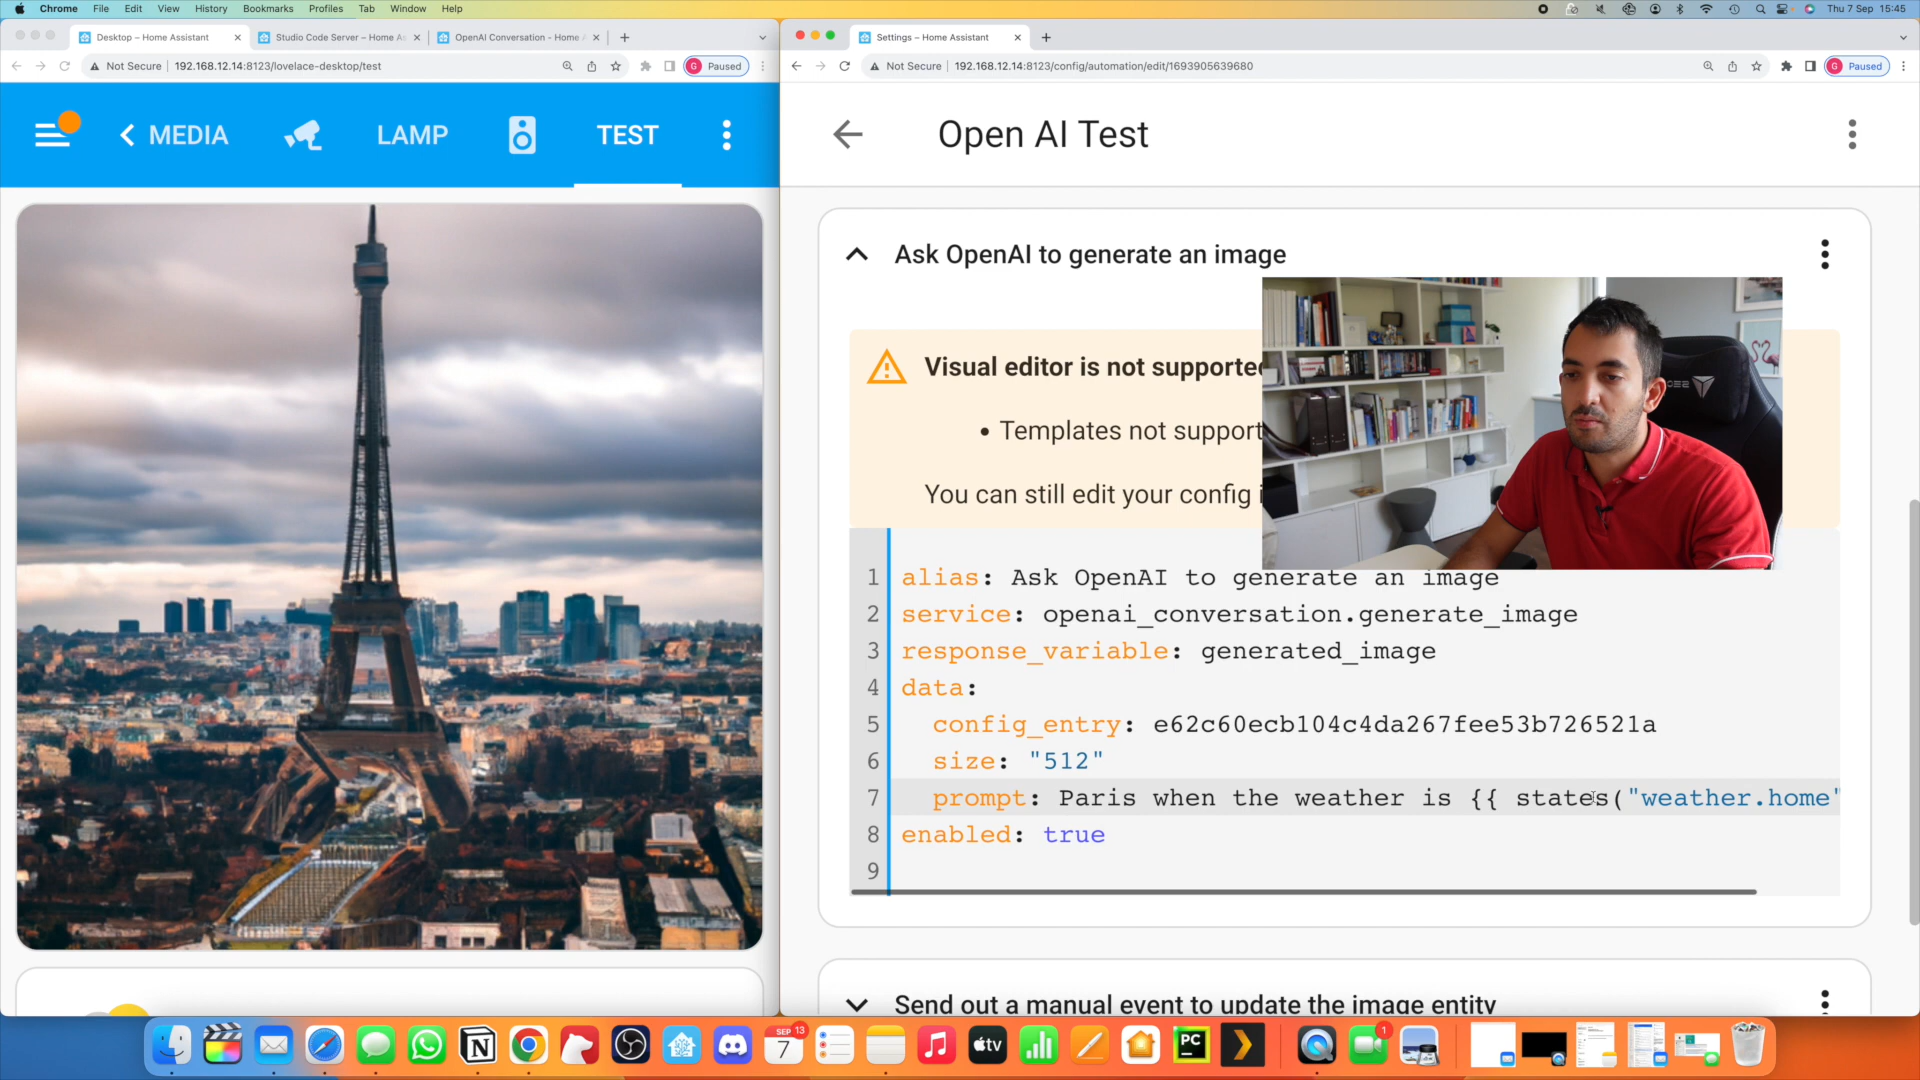 Chrome File Edit View History Bookmarks Profiles Tab Window Help
Thu 7 Sep 15:45
Desktop – Home Assistant
Studio Code Server – Home As
OpenAI Conversation - Home A
Not Secure 192.168.12.14:8123/lovelace-desktop/test
G Paused
MEDIA LAMP TEST
Settings – Home Assistant
Not Secure 192.168.12.14:8123/config/automation/edit/1693905639680
G Paused
Open AI Test
Ask OpenAI to generate an image
Visual editor is not supported
• Templates not support
You can still edit your config i
1 alias: Ask OpenAI to generate an image
2 service: openai_conversation.generate_image
3 response_variable: generated_image
4 data:
5 config_entry: e62c60ecb104c4da267fee53b726521a
6 size: "512"
7 prompt: Paris when the weather is {{ states("weather.home"
8 enabled: true
9
Send out a manual event to update the image entity
SEP 13
7
tv
PC
1